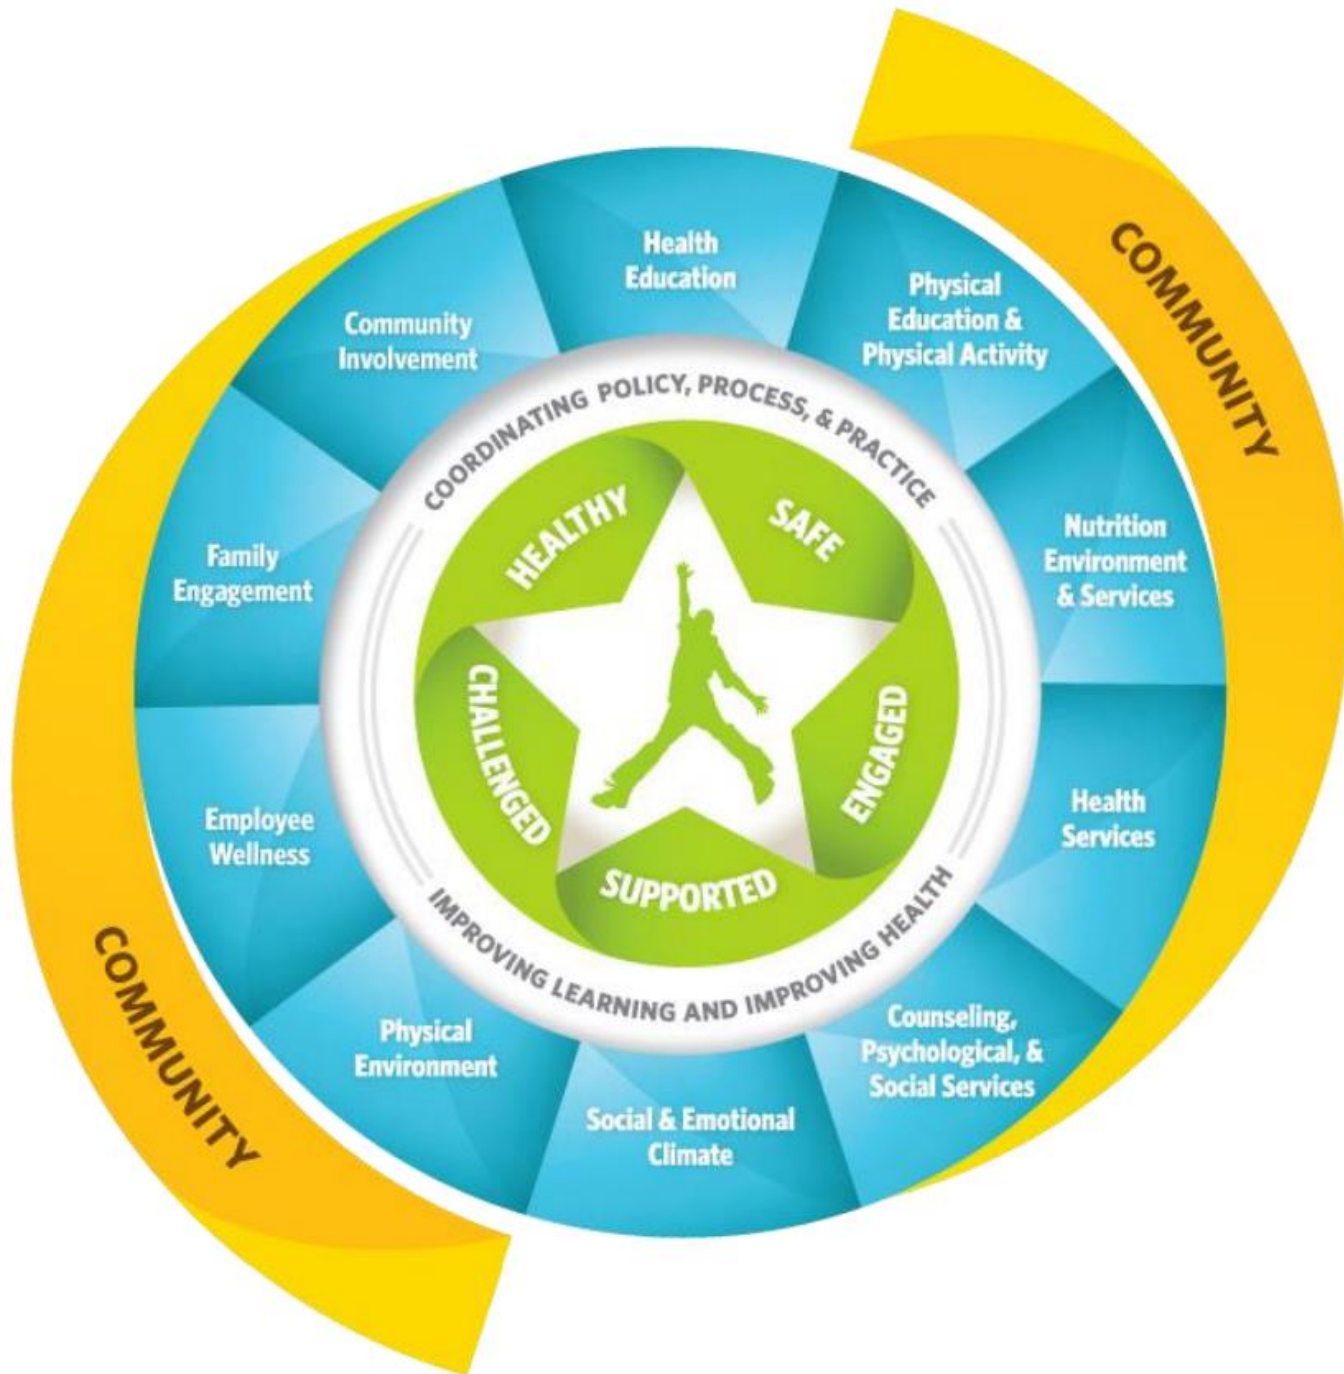 COMMUNITY
Health
Education
Physical
Education &
Physical Activity
Nutrition
Environment
& Services
Health
Services
Counseling,
Psychological, &
Social Services
Social & Emotional
Climate
Physical
Environment
Employee
Wellness
Family
Engagement
Community
Involvement
COORDINATING POLICY, PROCESS, & PRACTICE
IMPROVING LEARNING AND IMPROVING HEALTH
HEALTHY
SAFE
ENGAGED
SUPPORTED
CHALLENGED
COMMUNITY